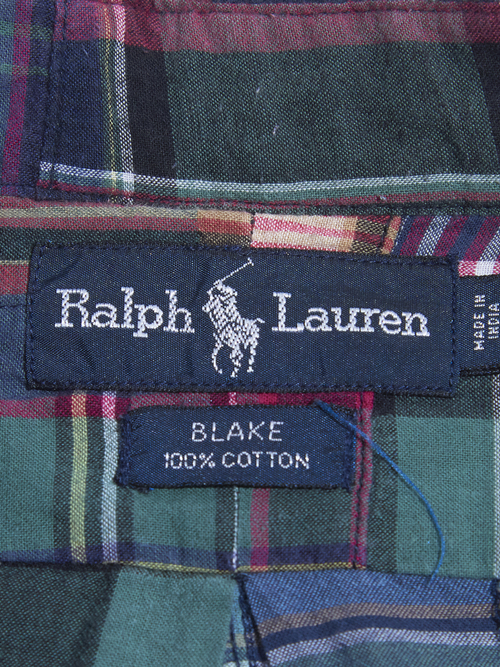 Ralph Lauren
MADE IN
INDIA
BLAKE
100% COTTON